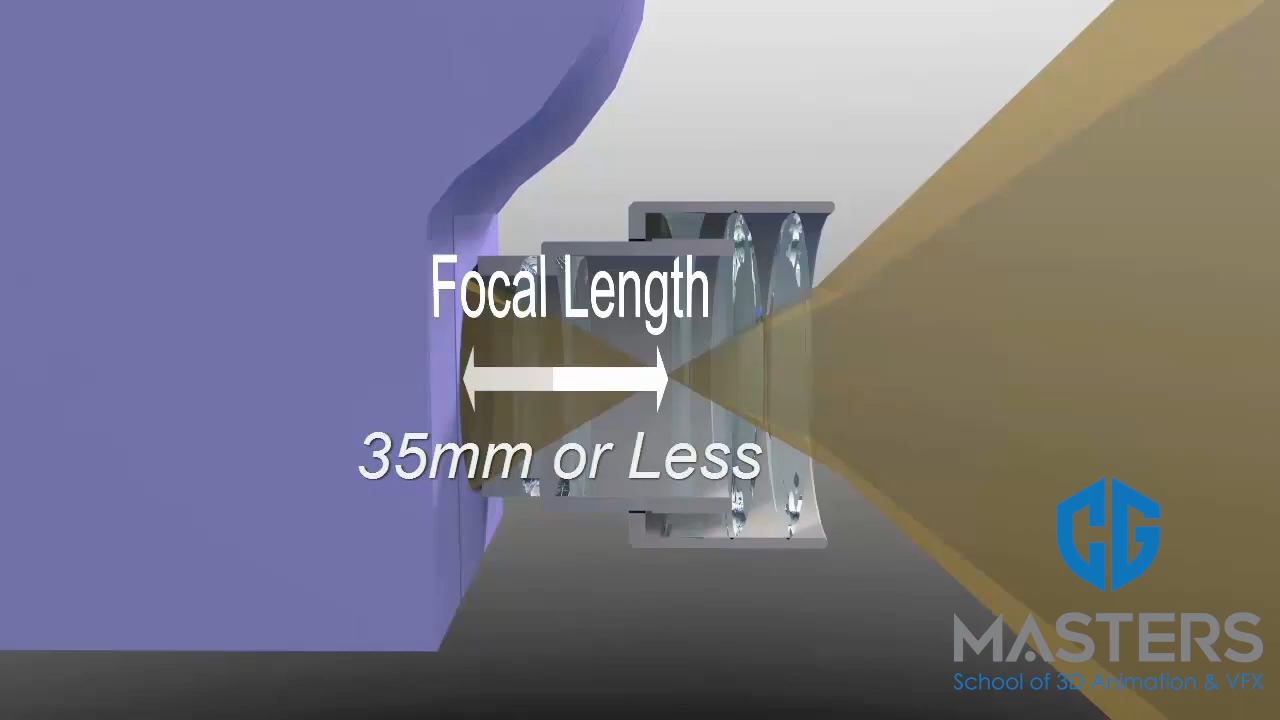 Focal Length
35mm or Less
CG
MASTERS
School of 3D Animation & VFX